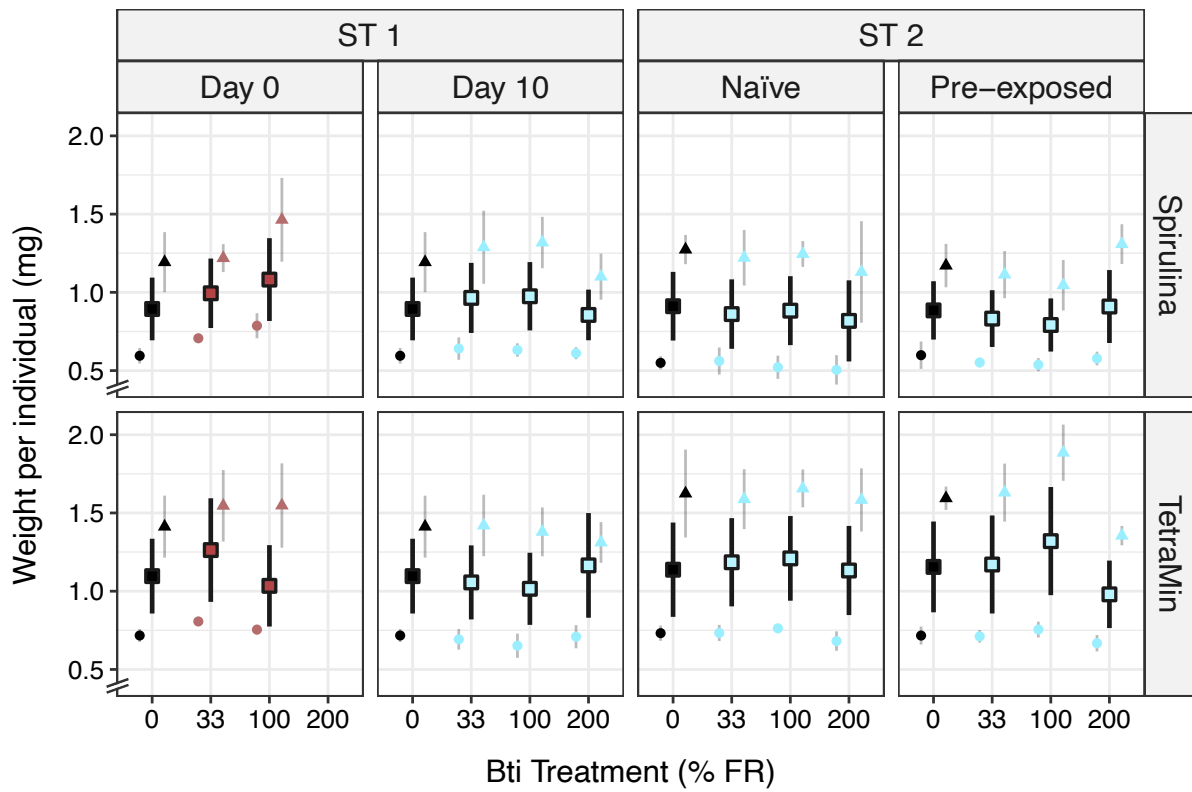 ST 1 ST 2
Day 0 Day 10 Naïve Pre−exposed
Weight per individual (mg)
2.0
1.5
1.0
0.5
Spirulina
2.0
1.5
1.0
0.5
TetraMin
0 33 100 200 0 33 100 200 0 33 100 200 0 33 100 200
Bti Treatment (% FR)